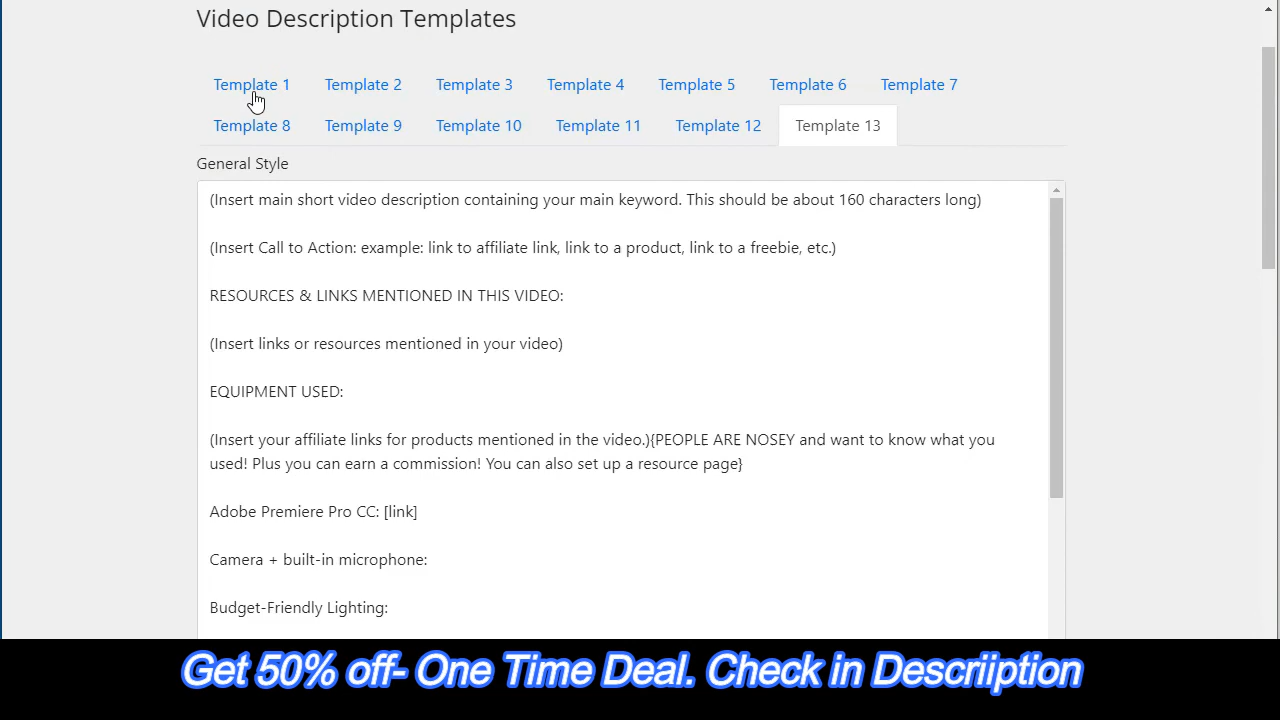 Video Description Templates
Template 1 Template 2 Template 3 Template 4 Template 5 Template 6 Template 7
Template 8 Template 9 Template 10 Template 11 Template 12 Template 13
General Style
(Insert main short video description containing your main keyword. This should be about 160 characters long)
(Insert Call to Action: example: link to affiliate link, link to a product, link to a freebie, etc.)
RESOURCES & LINKS MENTIONED IN THIS VIDEO:
(Insert links or resources mentioned in your video)
EQUIPMENT USED:
(Insert your affiliate links for products mentioned in the video.){PEOPLE ARE NOSEY and want to know what you
used! Plus you can earn a commission! You can also set up a resource page}
Adobe Premiere Pro CC: [link]
Camera + built-in microphone:
Budget-Friendly Lighting:
Get 50% off- One Time Deal. Check in Descriiption